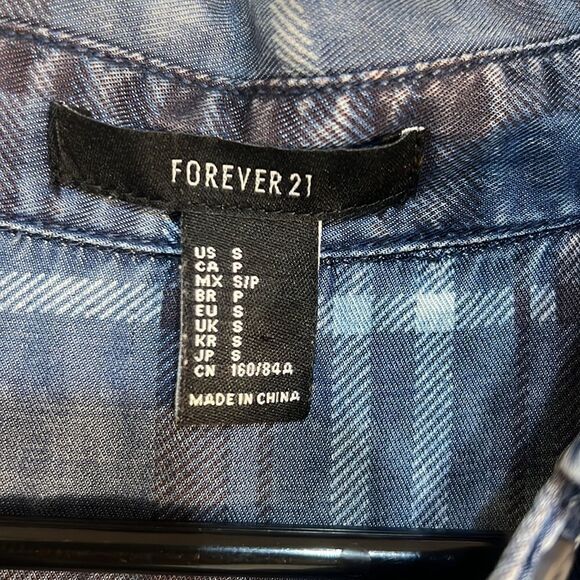 FOREVER 21
US S
CA P
MX S/P
BR P
EU S
UK S
KR S
JP S
CN 160/84A
MADE IN CHINA